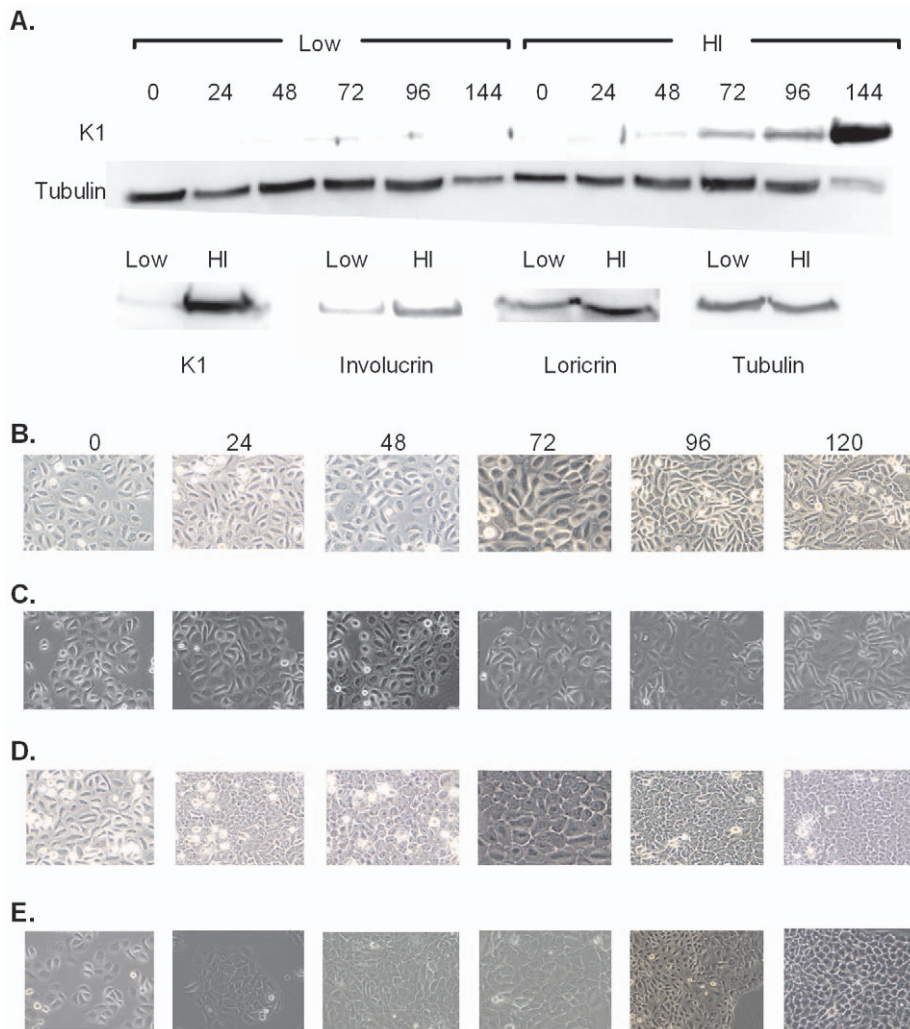 A.
Low HI
0 24 48 72 96 144 0 24 48 72 96 144
K1
Tubulin
Low HI Low HI Low HI Low HI
K1 Involucrin Loricrin Tubulin
B.
0 24 48 72 96 120
C.
D.
E.